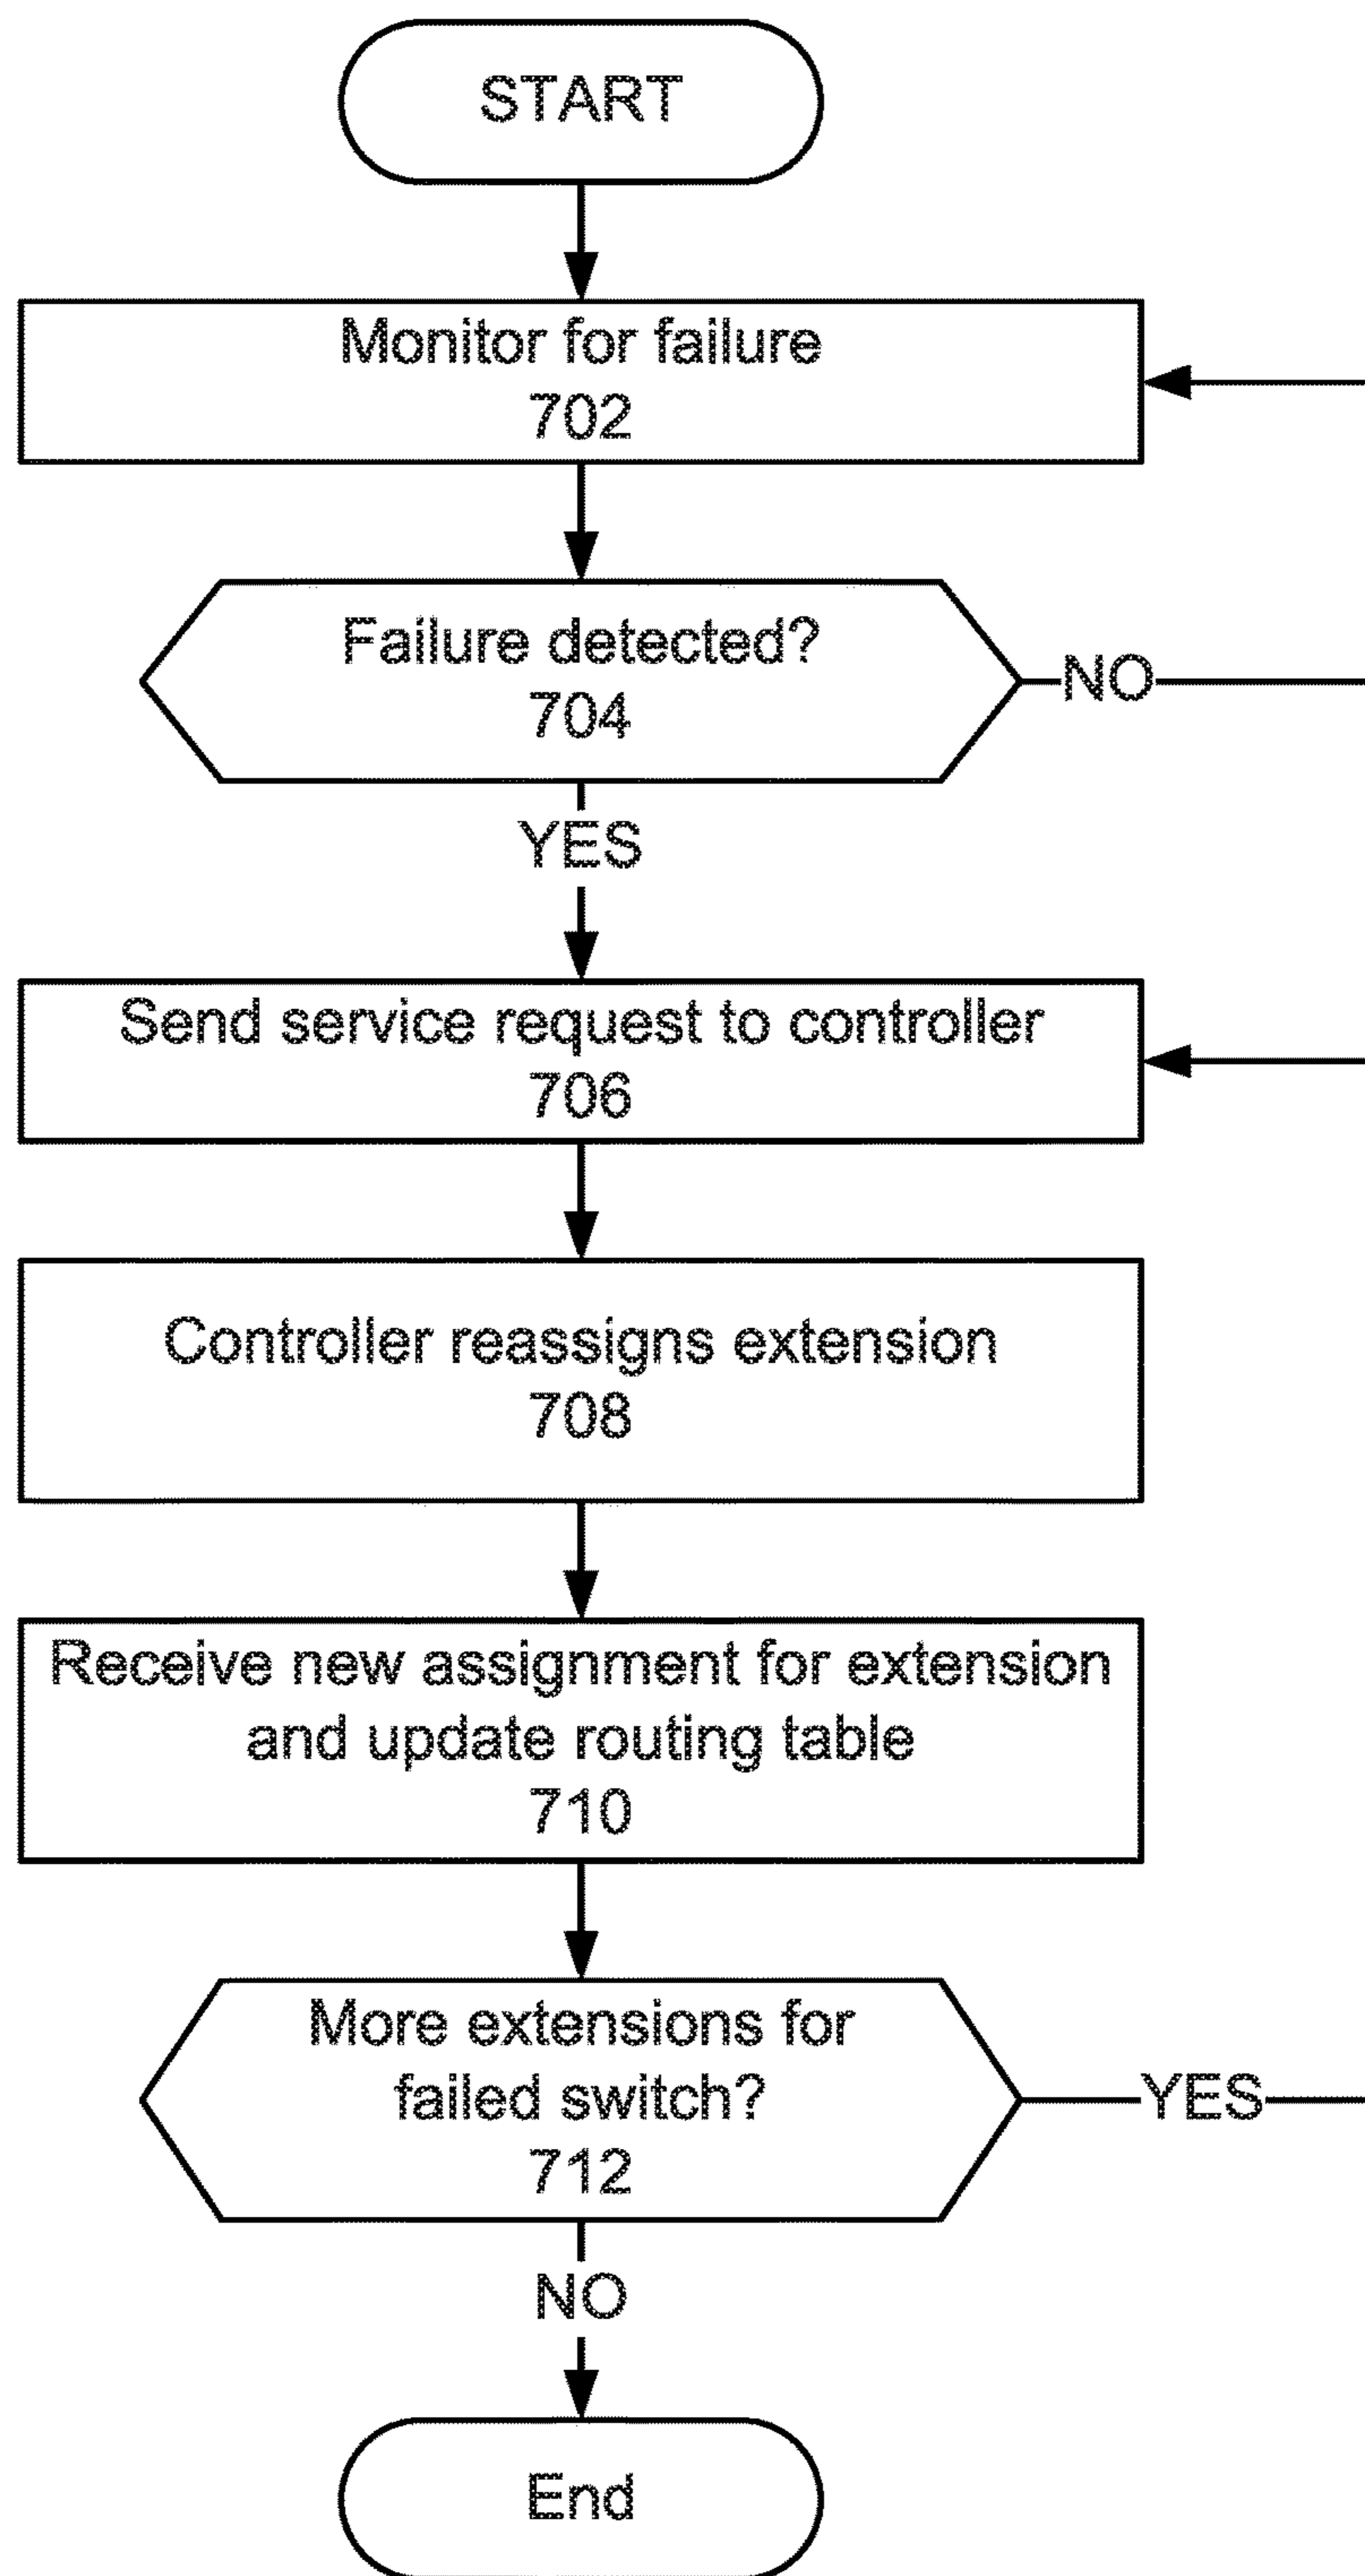 START
Monitor for failure
702
Failure detected?
704
NO
YES
Send service request to controller
706
Controller reassigns extension
708
Receive new assignment for extension
and update routing table
710
More extensions for
failed switch?
712
YES
NO
End